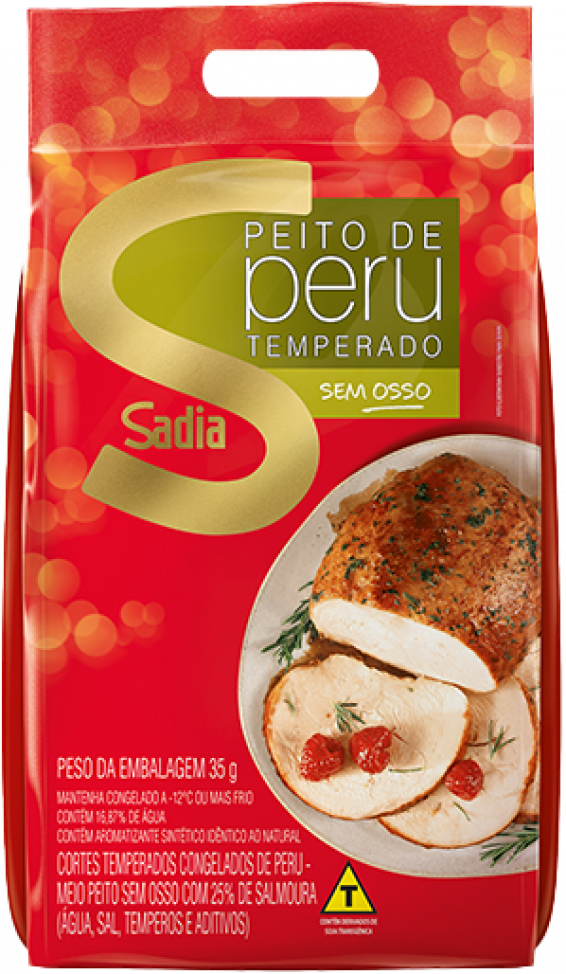 PEITO DE
peru
TEMPERADO
SEM OSSO
Sadia
PESO DA EMBALAGEM 35 g
MANTENHA CONGELADO A -12°C OU MAIS FRIO
CONTÉM 16,87% DE ÁGUA
CONTÉM AROMATIZANTE SINTÉTICO IDÊNTICO AO NATURAL
CORTES TEMPERADOS CONGELADOS DE PERU -
MEIO PEITO SEM OSSO COM 25% DE SALMOURA
(ÁGUA, SAL, TEMPEROS E ADITIVOS)
T
CONTÉM DERIVADOS DE
SOJA TRANSGÊNICA